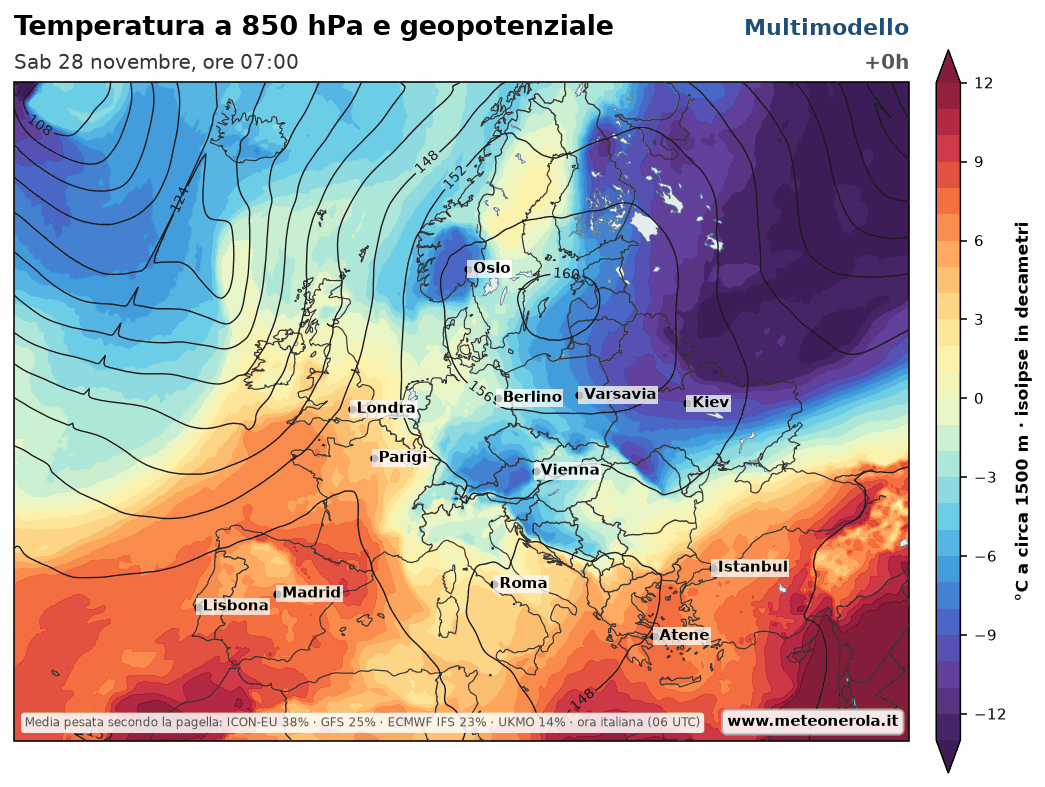 Temperatura a 850 hPa e geopotenziale
Multimodello
Sab 28 novembre, ore 07:00
+0h
108
124
148
152
160
156
148
Oslo
Londra
Berlino
Varsavia
Kiev
Parigi
Vienna
Roma
Istanbul
Madrid
Lisbona
Atene
12
9
6
3
0
−3
−6
−9
−12
°C a circa 1500 m · isoipse in decametri
Media pesata secondo la pagella: ICON-EU 38% · GFS 25% · ECMWF IFS 23% · UKMO 14% · ora italiana (06 UTC)
www.meteonerola.it